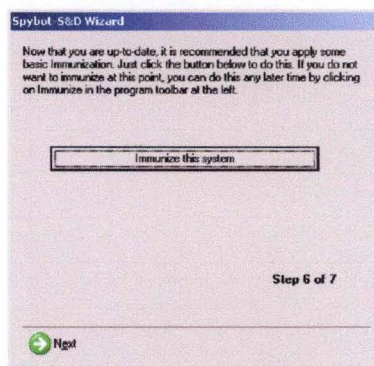 Spybot-S&D Wizard
Now that you are up-to-date, it is recommended that you apply some
basic Immunization. Just click the button below to do this. If you do not
want to immunize at this point, you can do this any later time by clicking
on Immunize in the program toolbar at the left.
Immunize this system
Step 6 of 7
Next